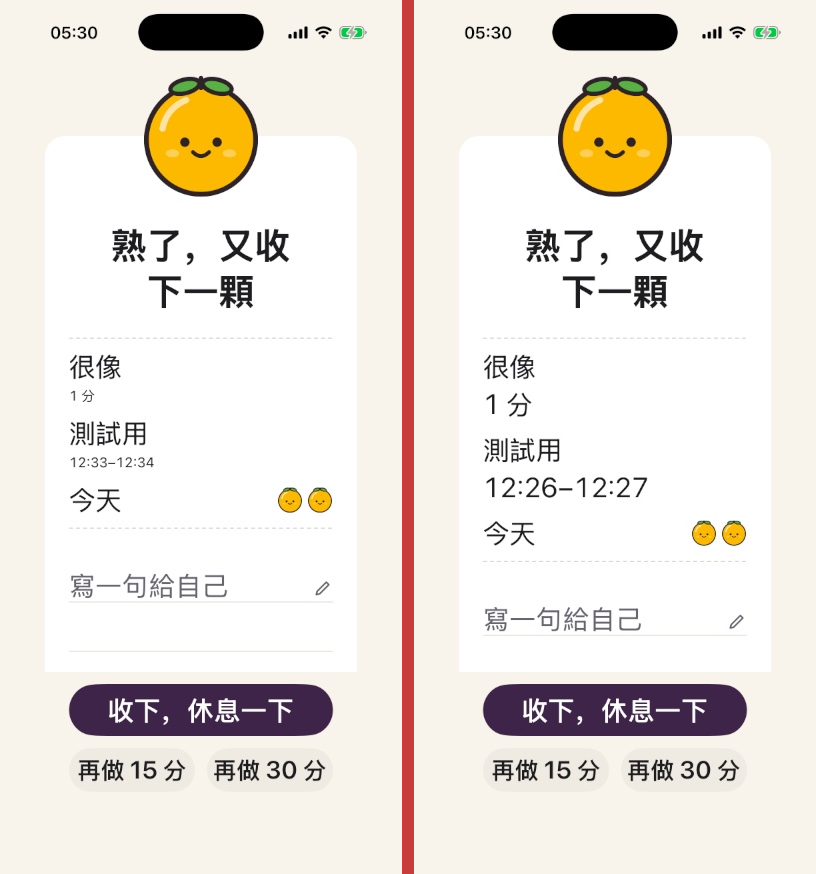 05:30
熟了，又收
下一顆
很像
1 分
測試用
12:33–12:34
今天
寫一句給自己
收下，休息一下
再做 15 分
再做 30 分
05:30
熟了，又收
下一顆
很像
1 分
測試用
12:26–12:27
今天
寫一句給自己
收下，休息一下
再做 15 分
再做 30 分